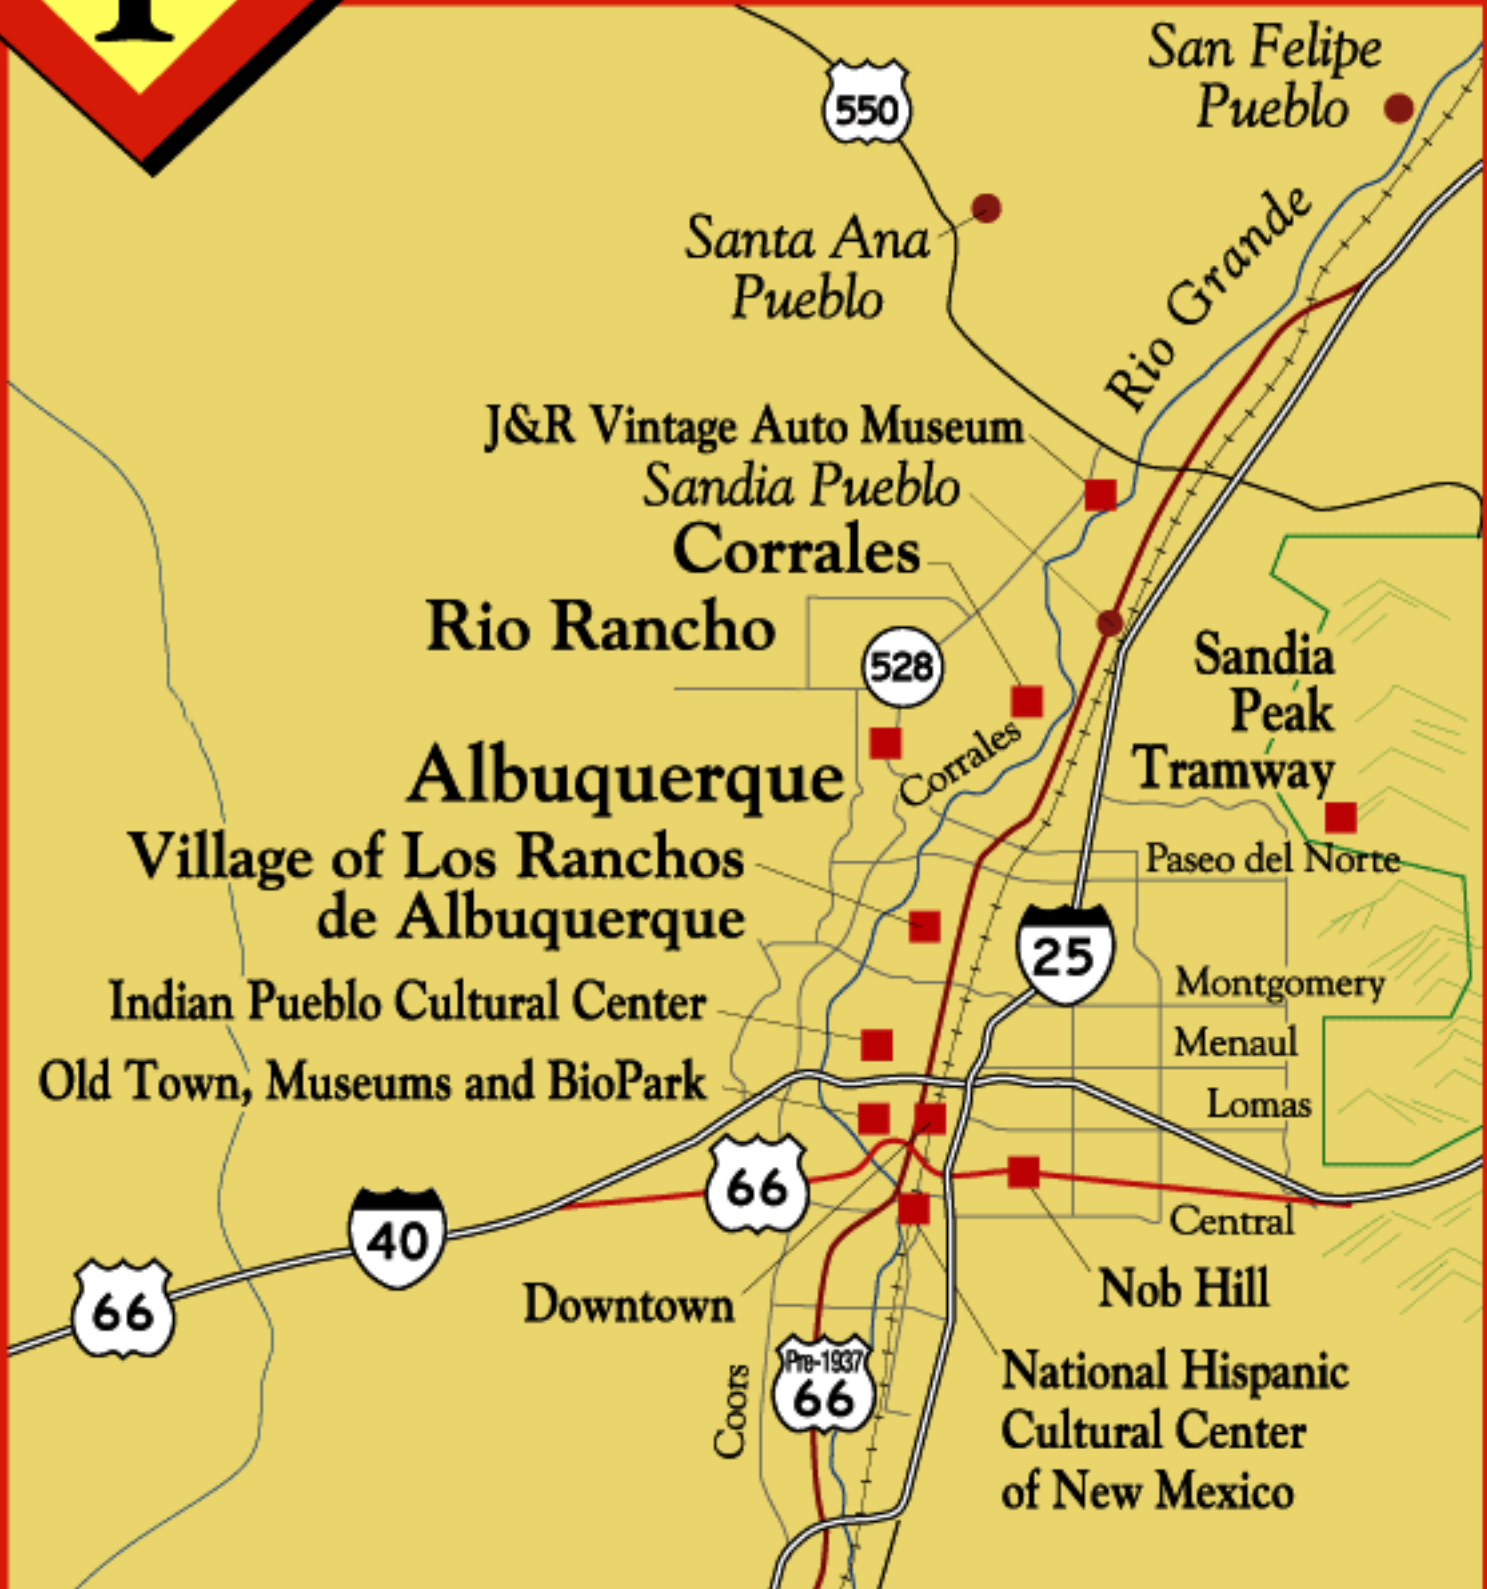 San Felipe
Pueblo
550
Santa Ana
Pueblo
Rio Grande
J&R Vintage Auto Museum
Sandia Pueblo
Corrales
Rio Rancho
528
Sandia
Peak
Tramway
Corrales
Albuquerque
Village of Los Ranchos
de Albuquerque
Paseo del Norte
25
Montgomery
Indian Pueblo Cultural Center
Menaul
Old Town, Museums and BioPark
Lomas
66
40
Central
66
Downtown
Nob Hill
Pre-1937
66
Coors
National Hispanic
Cultural Center
of New Mexico